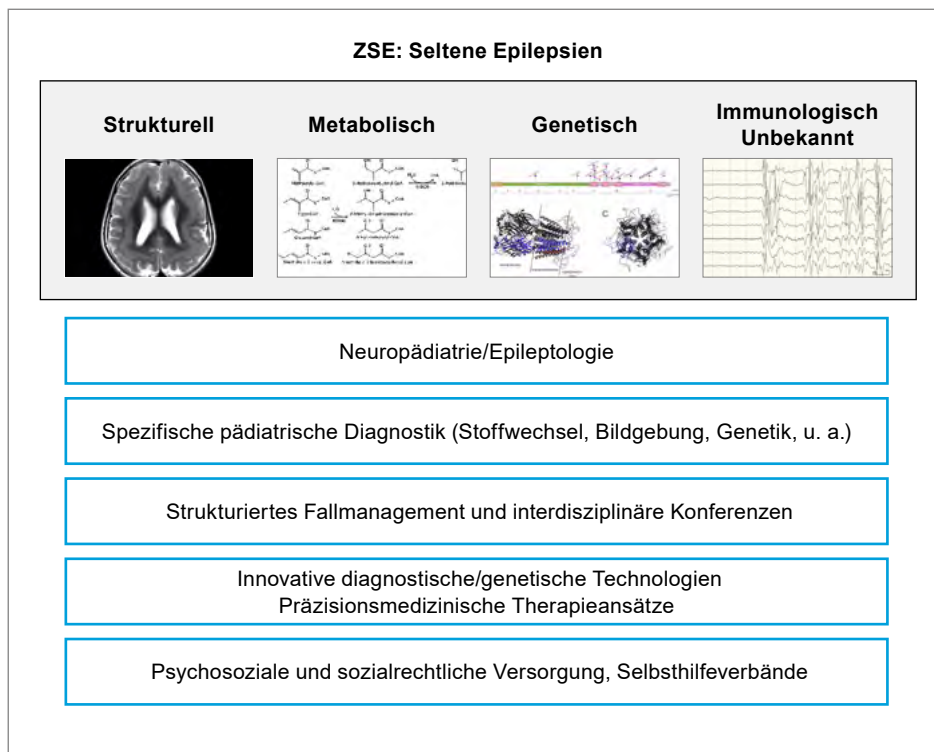 ZSE: Seltene Epilepsien
Strukturell
Metabolisch
Genetisch
Immunologisch
Unbekannt
Neuropädiatrie/Epileptologie
Spezifische pädiatrische Diagnostik (Stoffwechsel, Bildgebung, Genetik, u. a.)
Strukturiertes Fallmanagement und interdisziplinäre Konferenzen
Innovative diagnostische/genetische Technologien
Präzisionsmedizinische Therapieansätze
Psychosoziale und sozialrechtliche Versorgung, Selbsthilfeverbände